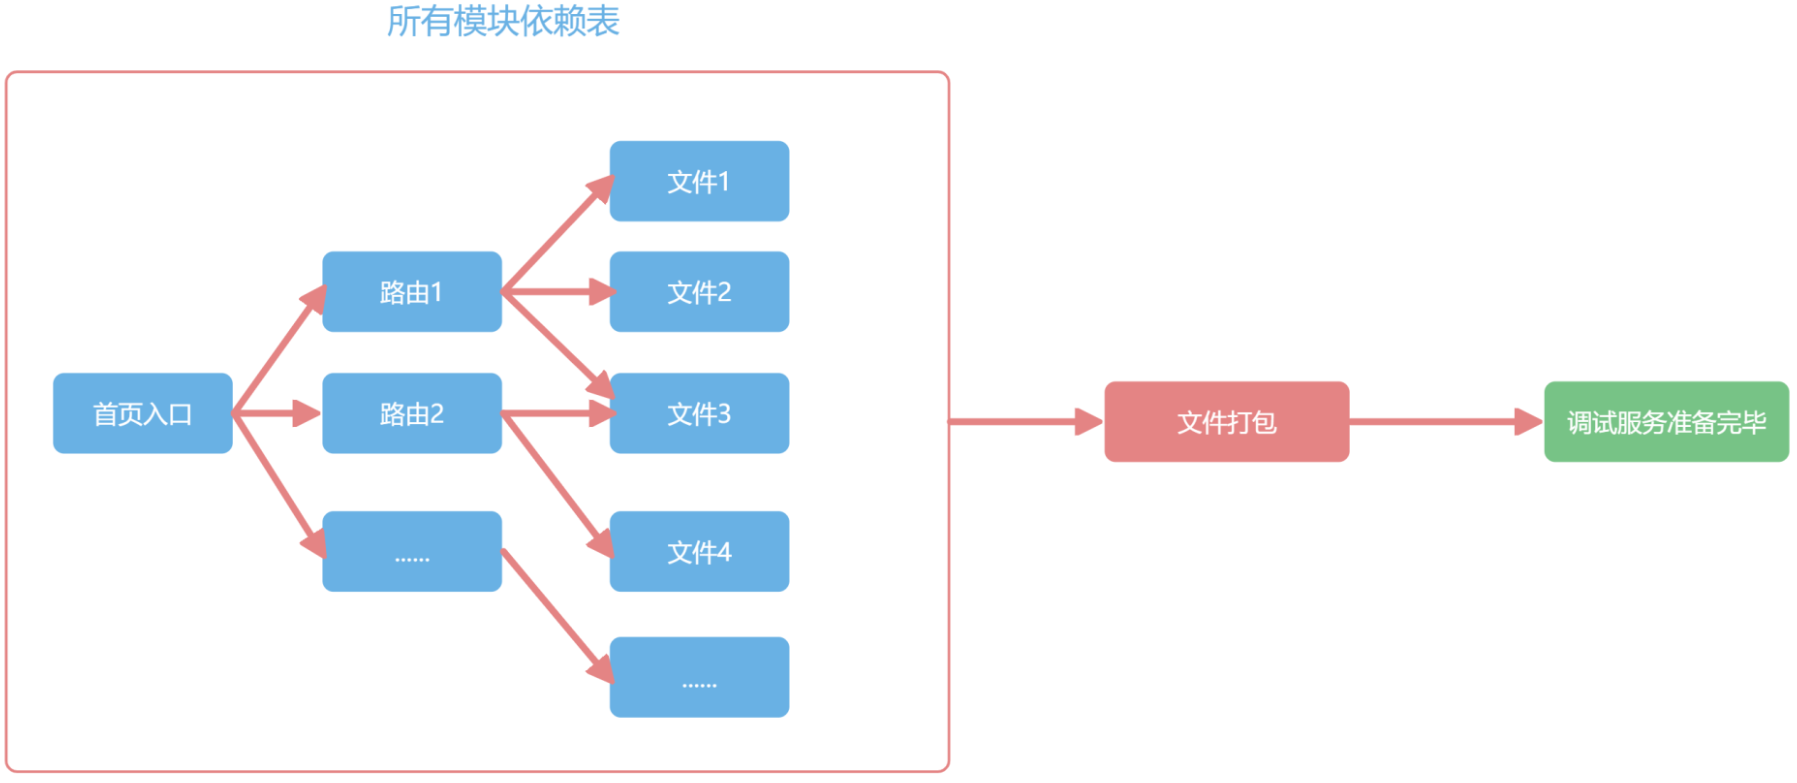 所有模块依赖表
首页入口
路由1
路由2
......
文件1
文件2
文件3
文件4
......
文件打包
调试服务准备完毕